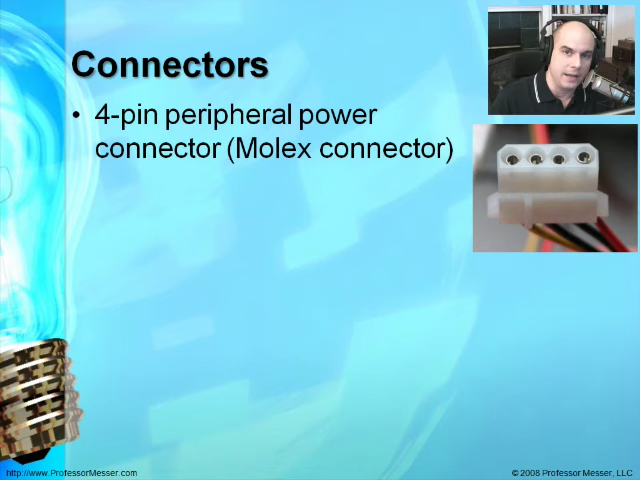 Connectors
• 4-pin peripheral power
connector (Molex connector)
http://www.ProfessorMesser.com
© 2008 Professor Messer, LLC